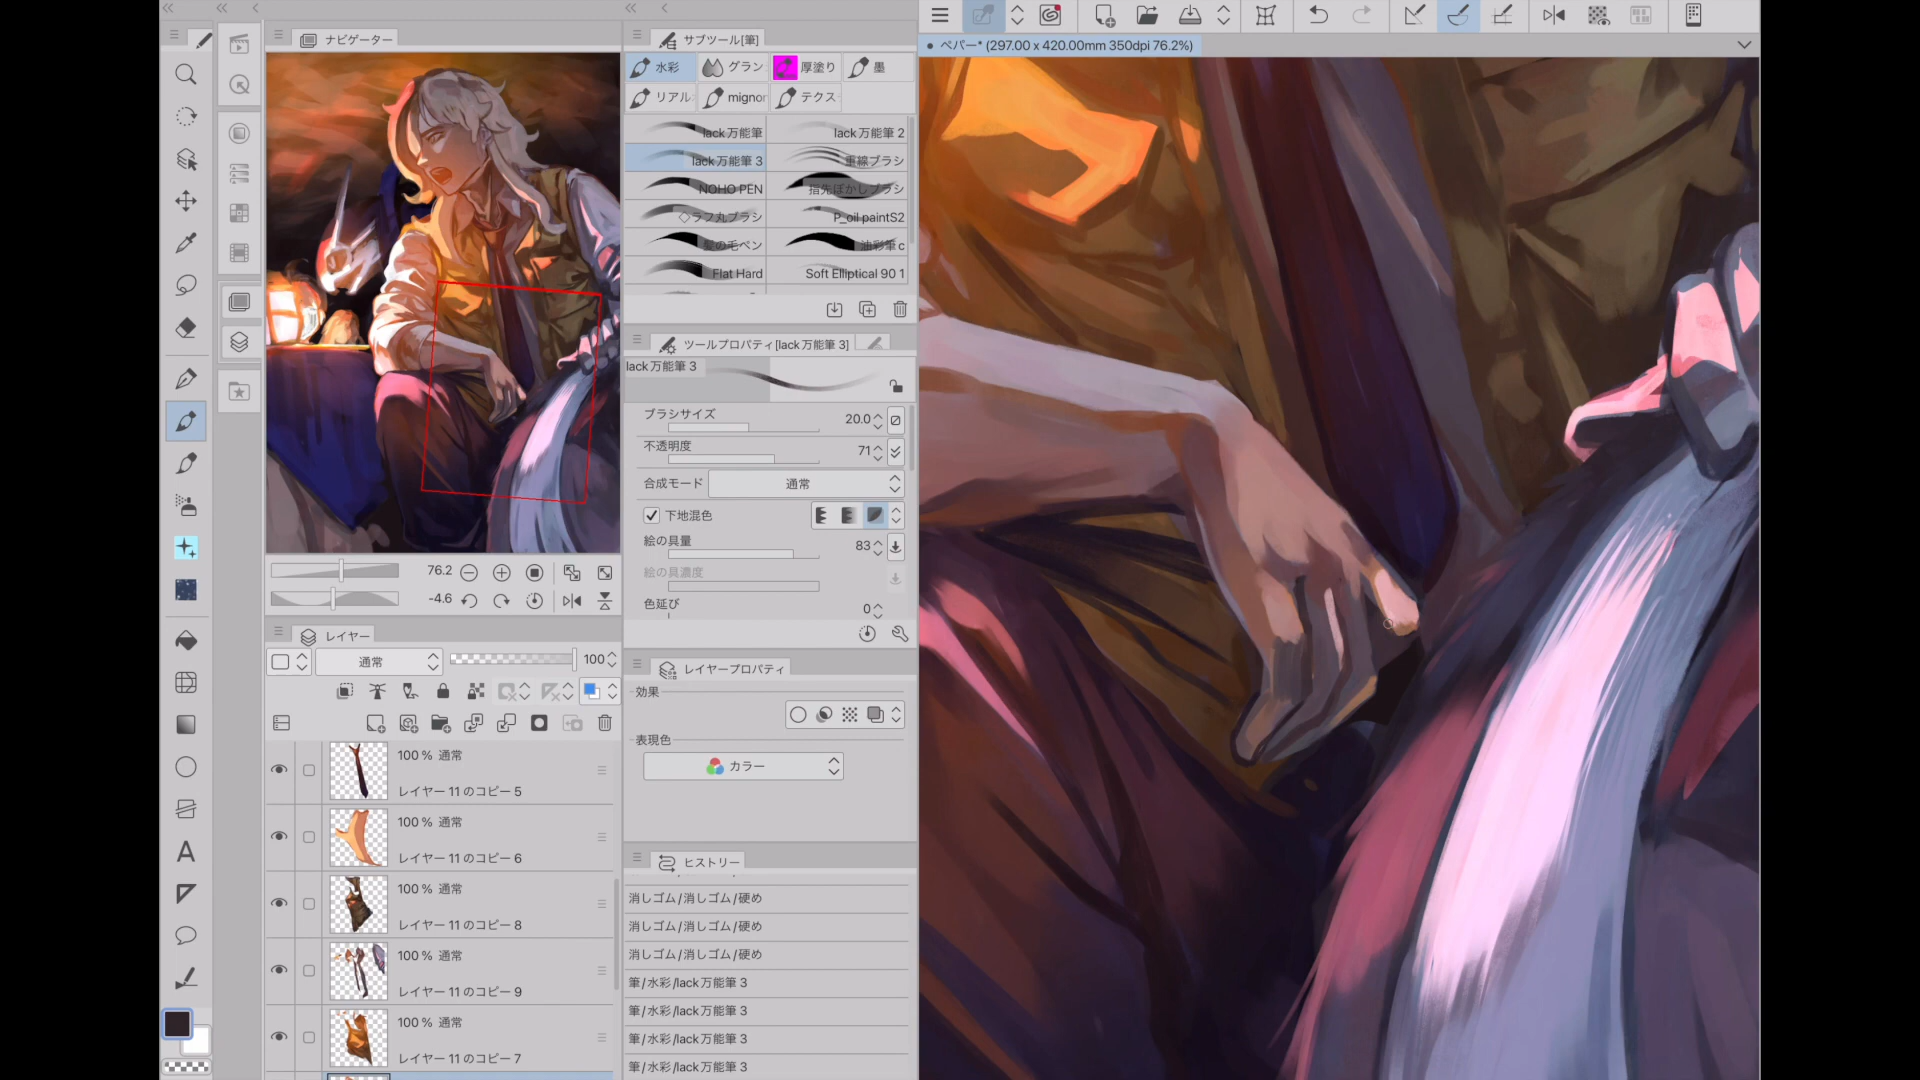 ナビゲーター
76.2
-4.6
レイヤー
通常
100
100 % 通常
レイヤー 11 のコピー 5
100 % 通常
レイヤー 11 のコピー 6
100 % 通常
レイヤー 11 のコピー 8
100 % 通常
レイヤー 11 のコピー 9
100 % 通常
レイヤー 11 のコピー 7
サブツール[筆]
水彩
グラン
厚塗り
墨
リアル
mignon
テクス
lack万能筆
lack万能筆 2
lack万能筆 3
重線ブラシ
NOHO PEN
指先ぼかしブラシ
◇ラフ丸ブラシ
P_oil paintS2
髪の毛ペン
油彩筆c
Flat Hard
Soft Elliptical 90 1
ツールプロパティ[lack万能筆 3]
lack万能筆 3
ブラシサイズ
20.0
不透明度
71
合成モード
通常
下地混色
絵の具量
83
絵の具濃度
色延び
0
レイヤープロパティ
効果
表現色
カラー
ヒストリー
消しゴム/消しゴム/硬め
消しゴム/消しゴム/硬め
消しゴム/消しゴム/硬め
筆/水彩/lack万能筆 3
筆/水彩/lack万能筆 3
筆/水彩/lack万能筆 3
筆/水彩/lack万能筆 3
ペパー* (297.00 x 420.00mm 350dpi 76.2%)